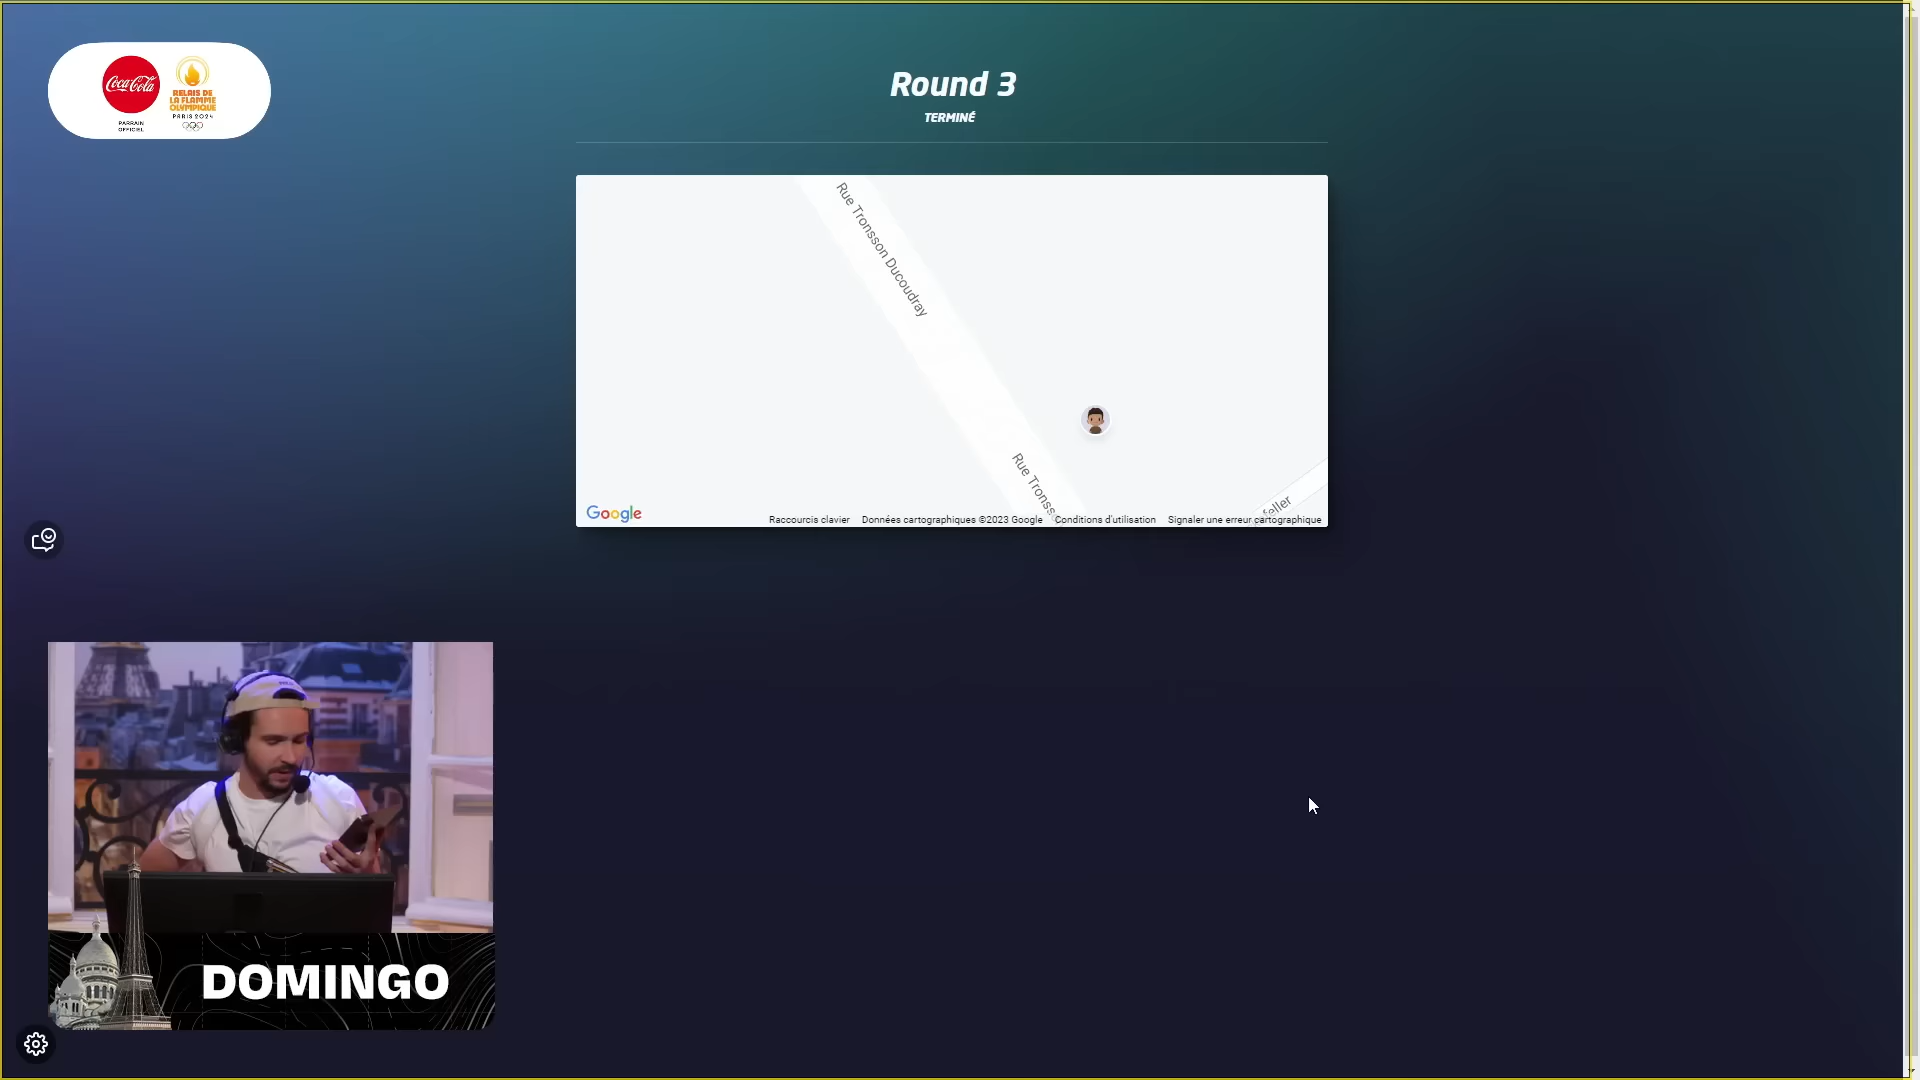 Coca-Cola
PARRAIN
OFFICIEL
RELAIS DE
LA FLAMME
OLYMPIQUE
PARIS 2024
Round 3
TERMINÉ
Rue Tronsson Ducoudray
Rue Tronss
feller
Google
Raccourcis clavier
Données cartographiques ©2023 Google
Conditions d'utilisation
Signaler une erreur cartographique
DOMINGO